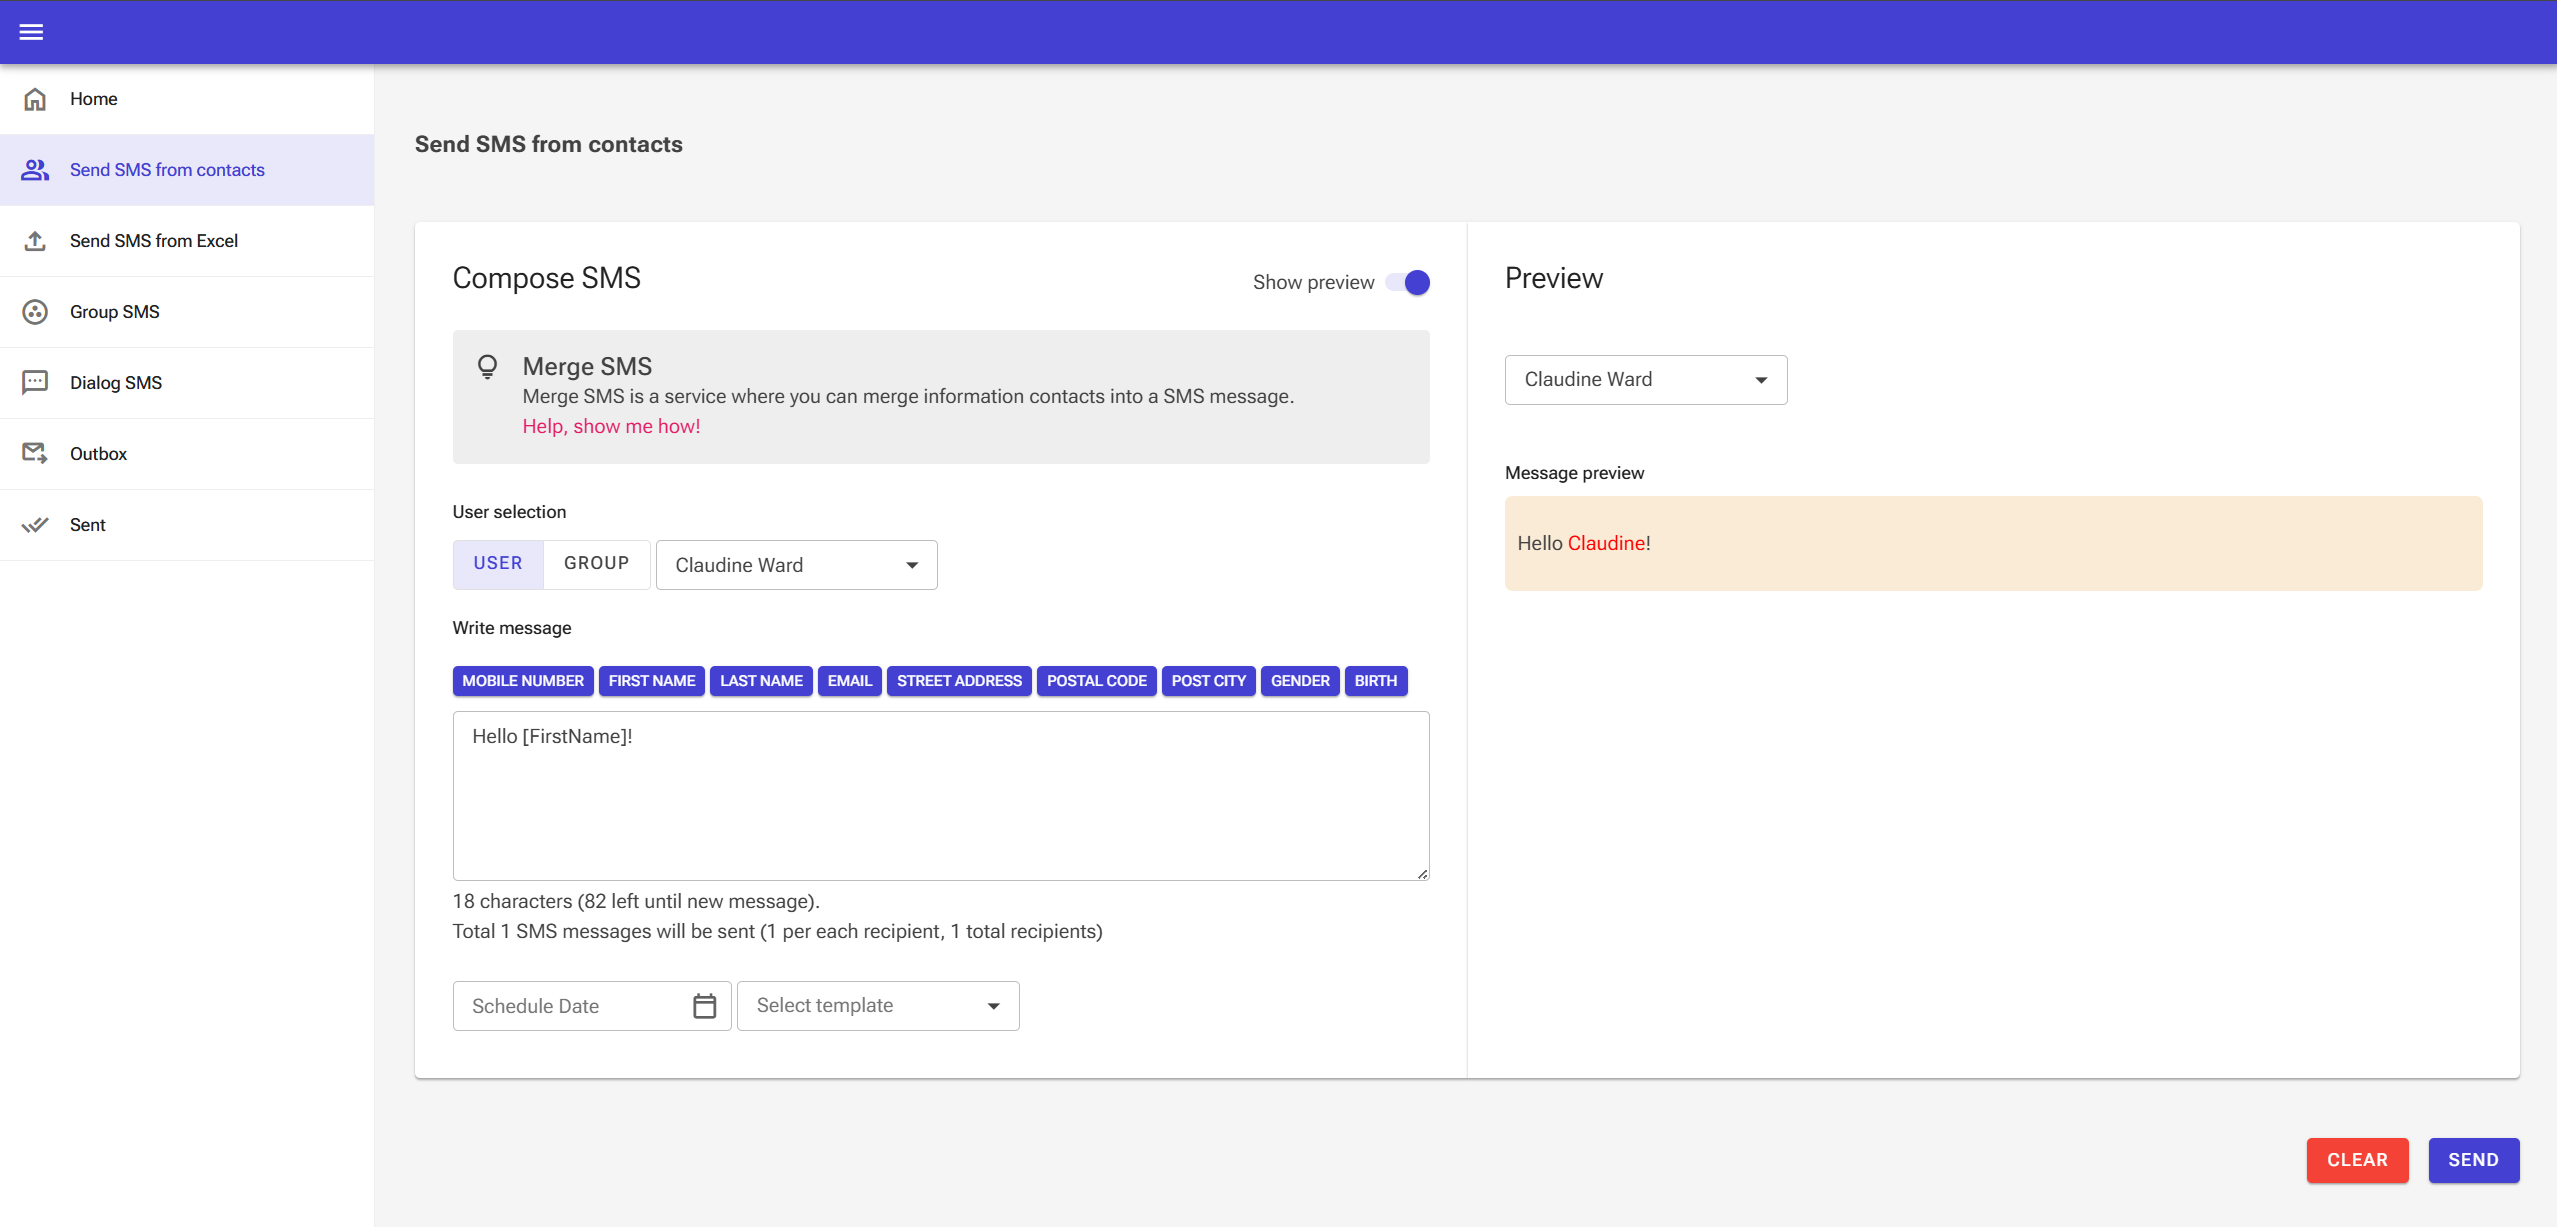 Home
Send SMS from contacts
Send SMS from Excel
Group SMS
Dialog SMS
Outbox
Sent
Send SMS from contacts
Compose SMS
Show preview
Merge SMS
Merge SMS is a service where you can merge information contacts into a SMS message.
Help, show me how!
User selection
USER GROUP Claudine Ward
Write message
MOBILE NUMBER FIRST NAME LAST NAME EMAIL STREET ADDRESS POSTAL CODE POST CITY GENDER BIRTH
Hello [FirstName]!
18 characters (82 left until new message).
Total 1 SMS messages will be sent (1 per each recipient, 1 total recipients)
Schedule Date Select template
Preview
Claudine Ward
Message preview
Hello Claudine!
CLEAR SEND